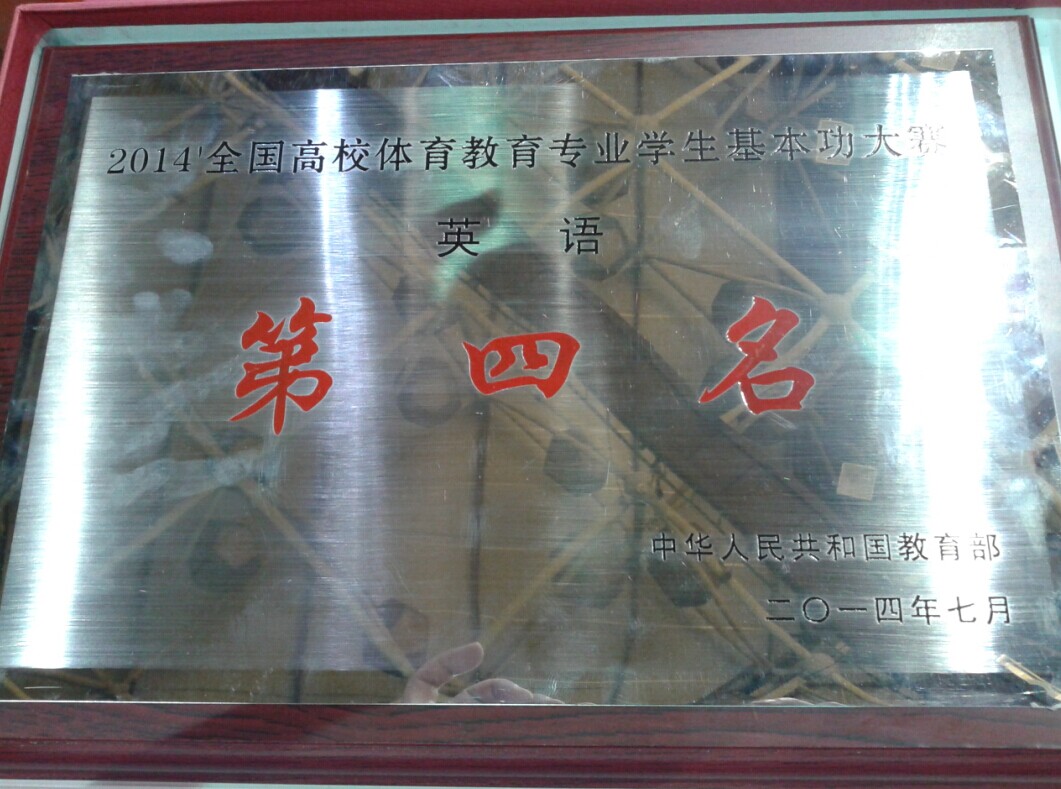 2014'全国高校体育教育专业学生基本功大赛
英 语
第 四 名
中华人民共和国教育部
二〇一四年七月